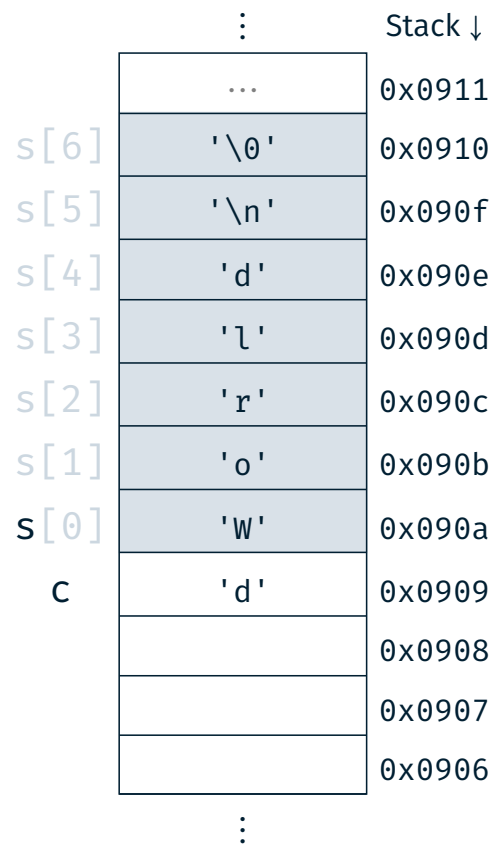 ⋮ Stack ↓
... 0x0911
s[6] '\0' 0x0910
s[5] '\n' 0x090f
s[4] 'd' 0x090e
s[3] 'l' 0x090d
s[2] 'r' 0x090c
s[1] 'o' 0x090b
s[0] 'W' 0x090a
c 'd' 0x0909
0x0908
0x0907
0x0906
⋮